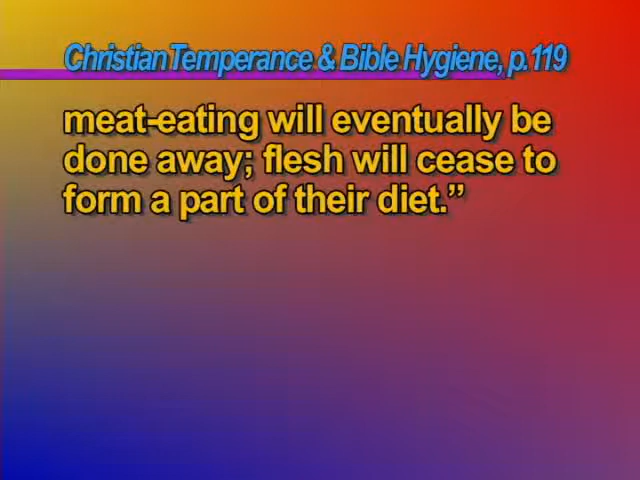 Christian Temperance & Bible Hygiene, p.119
meat-eating will eventually be
done away; flesh will cease to
form a part of their diet.”